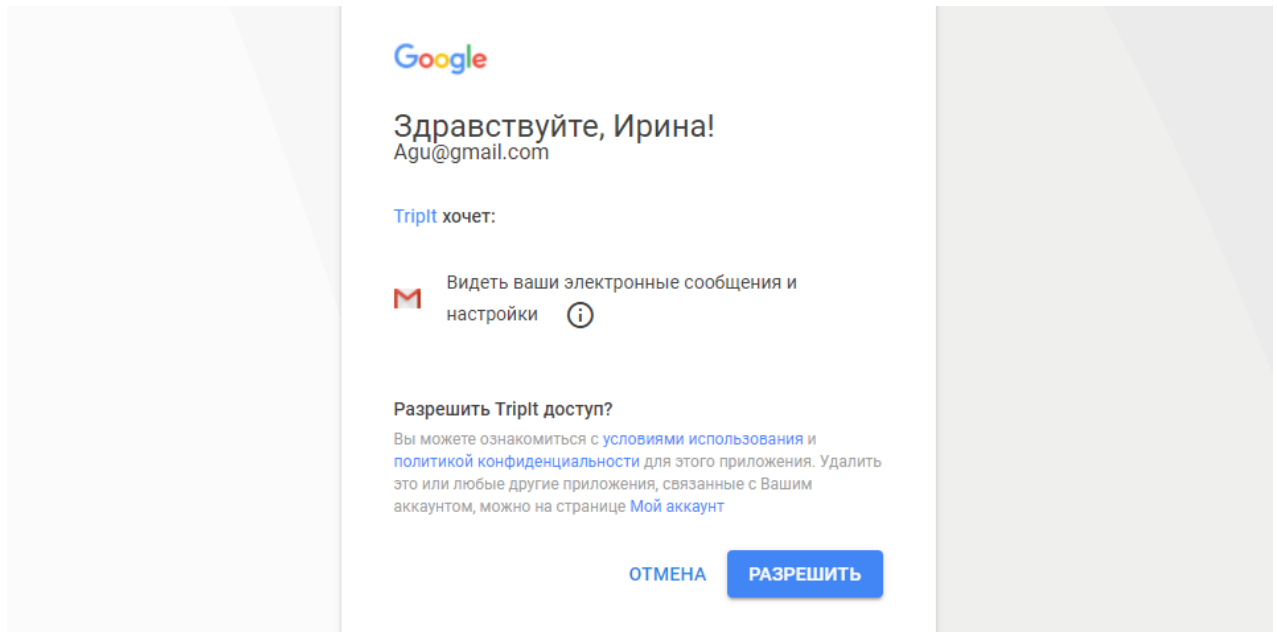 Google
Здравствуйте, Ирина!
Agu@gmail.com
TripIt хочет:
Видеть ваши электронные сообщения и
настройки
Разрешить TripIt доступ?
Вы можете ознакомиться с условиями использования и
политикой конфиденциальности для этого приложения. Удалить
это или любые другие приложения, связанные с Вашим
аккаунтом, можно на странице Мой аккаунт
ОТМЕНА РАЗРЕШИТЬ